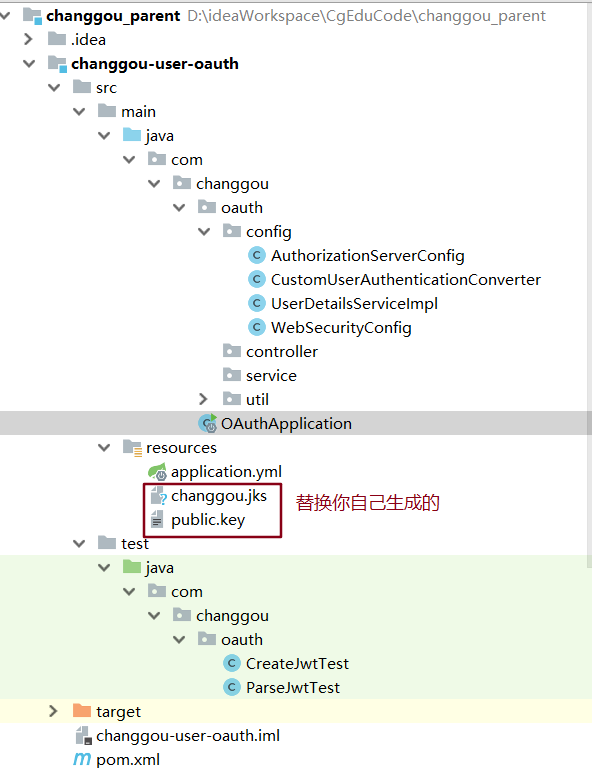 changgou_parent D:\ideaWorkspace\CgEduCode\changgou_parent
.idea
changgou-user-oauth
src
main
java
com
changgou
oauth
config
AuthorizationServerConfig
CustomUserAuthenticationConverter
UserDetailsServiceImpl
WebSecurityConfig
controller
service
util
OAuthApplication
resources
application.yml
changgou.jks 替换你自己生成的
public.key
test
java
com
changgou
oauth
CreateJwtTest
ParseJwtTest
target
changgou-user-oauth.iml
pom.xml